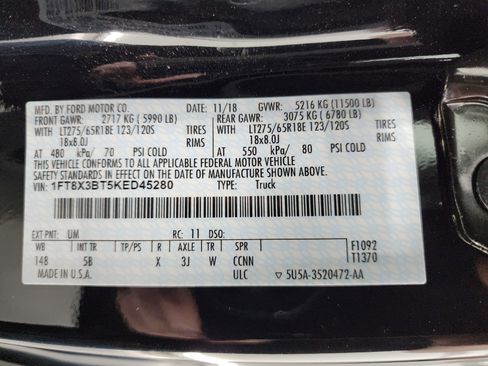 MFD. BY FORD MOTOR CO. 11/18 GVWR: 5216 KG (11500 LB)
FRONT GAWR: 2717 KG ( 5990 LB) REAR GAWR: 3075 KG ( 6780 LB)
WITH LT275/65R18E 123/120S TIRES WITH LT275/65R18E 123/120S TIRES
18x8.0J RIMS 18x8.0J RIMS
AT 480 kPa/ 70 PSI COLD AT 550 kPa/ 80 PSI COLD
THIS VEHICLE CONFORMS TO ALL APPLICABLE FEDERAL MOTOR VEHICLE
SAFETY STANDARDS IN EFFECT ON THE DATE OF MANUFACTURE SHOWN ABOVE.
VIN: 1FT8X3BT5KED45280 TYPE: Truck
EXT PNT: UM RC: 11 DSO:
WB INT TR TP/PS R AXLE TR SPR F1092
148 5B X 3J W CCNN T1370
MADE IN U.S.A. ULC 5U5A-3520472-AA